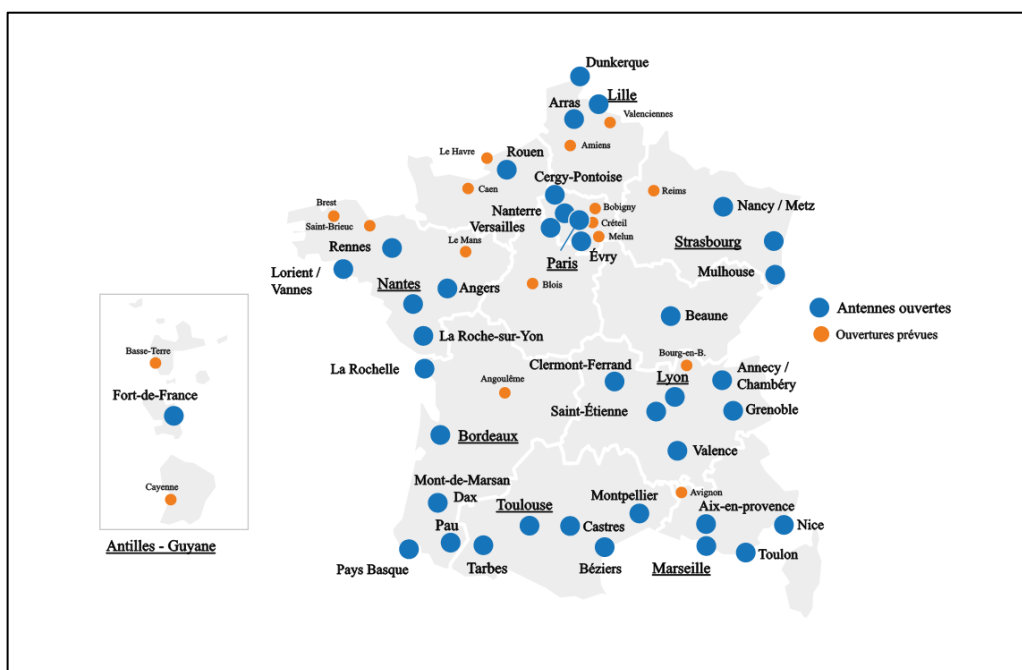 Dunkerque
Lille
Arras
Valenciennes
Amiens
Le Havre
Rouen
Cergy-Pontoise
Caen
Reims
Nanterre
Bobigny
Nancy / Metz
Brest
Versailles
Créteil
Saint-Brieuc
Melun
Strasbourg
Rennes
Le Mans
Paris
Évry
Mulhouse
Lorient /
Vannes
Nantes
Angers
Blois
Beaune
Antennes ouvertes
La Roche-sur-Yon
Ouvertures prévues
Basse-Terre
Bourg-en-B.
La Rochelle
Clermont-Ferrand
Annecy /
Chambéry
Lyon
Angoulême
Fort-de-France
Saint-Étienne
Grenoble
Bordeaux
Valence
Mont-de-Marsan
Dax
Cayenne
Toulouse
Montpellier
Avignon
Aix-en-provence
Pau
Castres
Nice
Antilles - Guyane
Pays Basque
Tarbes
Béziers
Marseille
Toulon